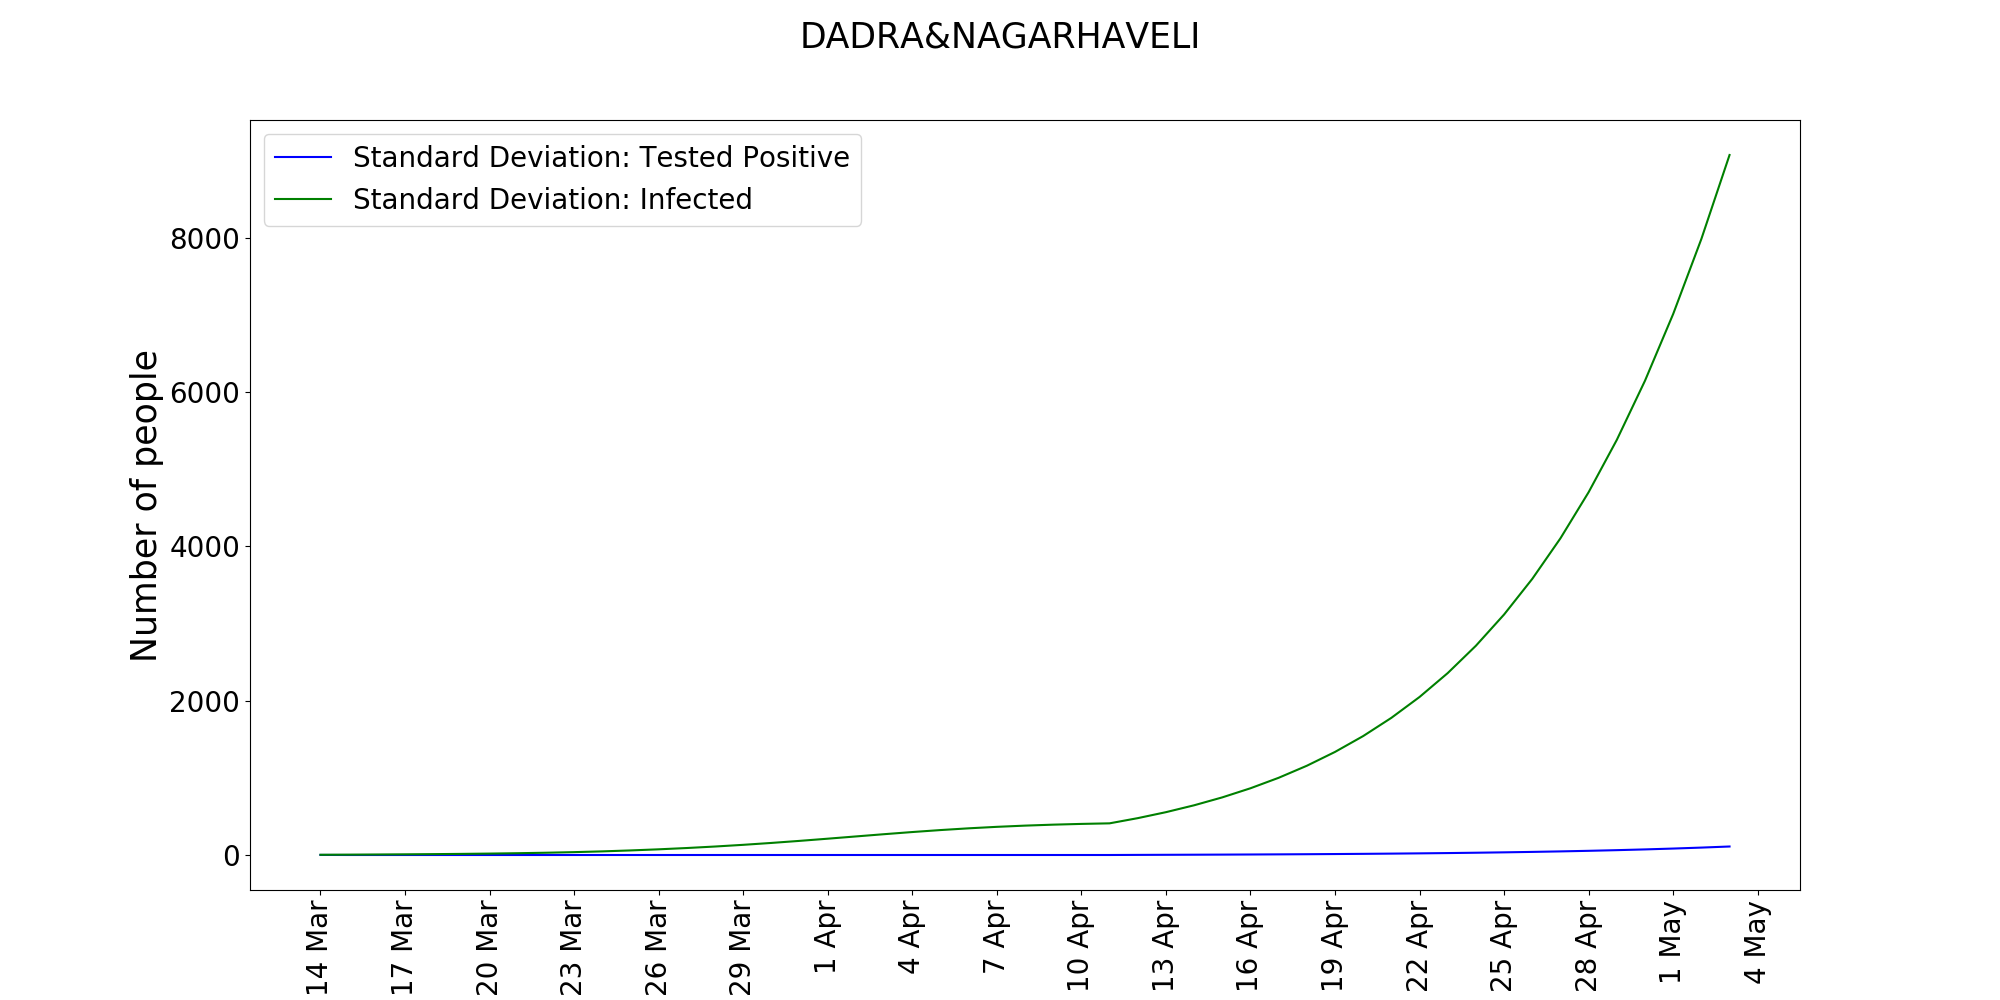 DADRA&NAGARHAVELI
Standard Deviation: Tested Positive
Standard Deviation: Infected
Number of people
8000
6000
4000
2000
0
14 Mar
17 Mar
20 Mar
23 Mar
26 Mar
29 Mar
1 Apr
4 Apr
7 Apr
10 Apr
13 Apr
16 Apr
19 Apr
22 Apr
25 Apr
28 Apr
1 May
4 May